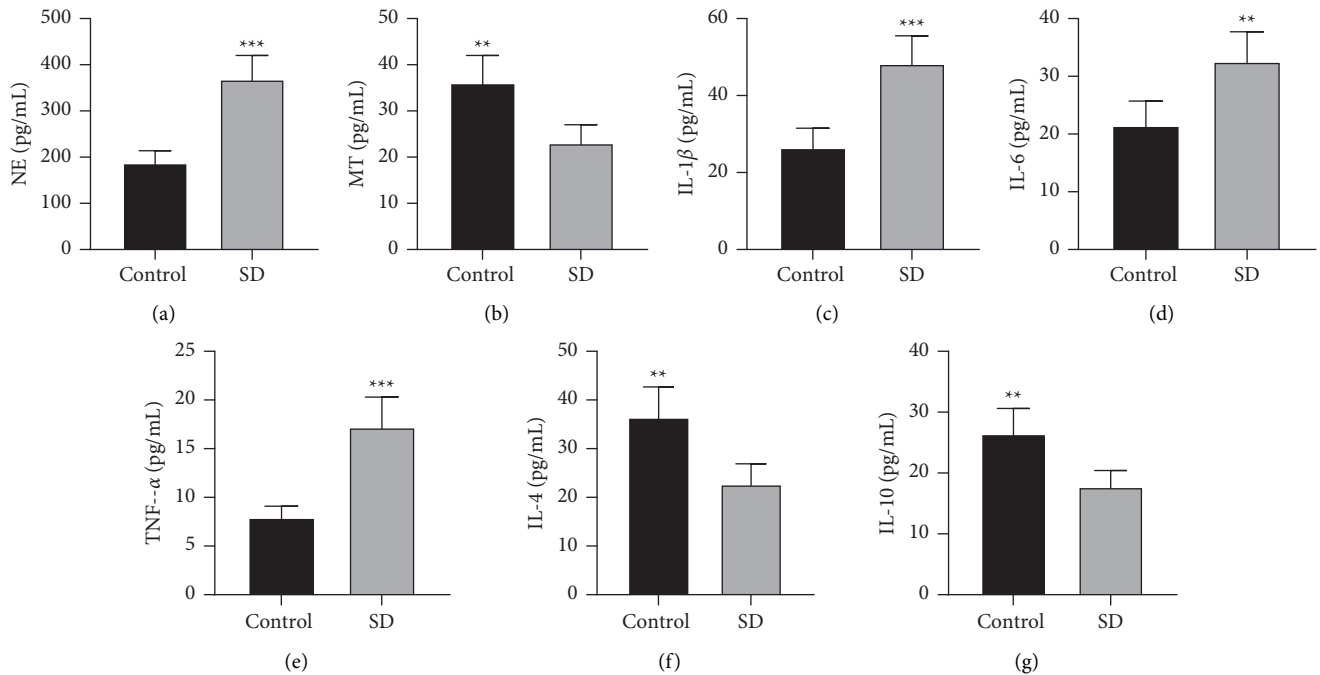 NE (pg/mL)
500
400
300
200
100
0
***
Control
SD
(a)
MT (pg/mL)
50
40
30
20
10
0
**
Control
SD
(b)
IL-1β (pg/mL)
60
40
20
0
***
Control
SD
(c)
IL-6 (pg/mL)
40
30
20
10
0
**
Control
SD
(d)
TNF--α (pg/mL)
25
20
15
10
5
0
***
Control
SD
(e)
IL-4 (pg/mL)
50
40
30
20
10
0
**
Control
SD
(f)
IL-10 (pg/mL)
40
30
20
10
0
**
Control
SD
(g)